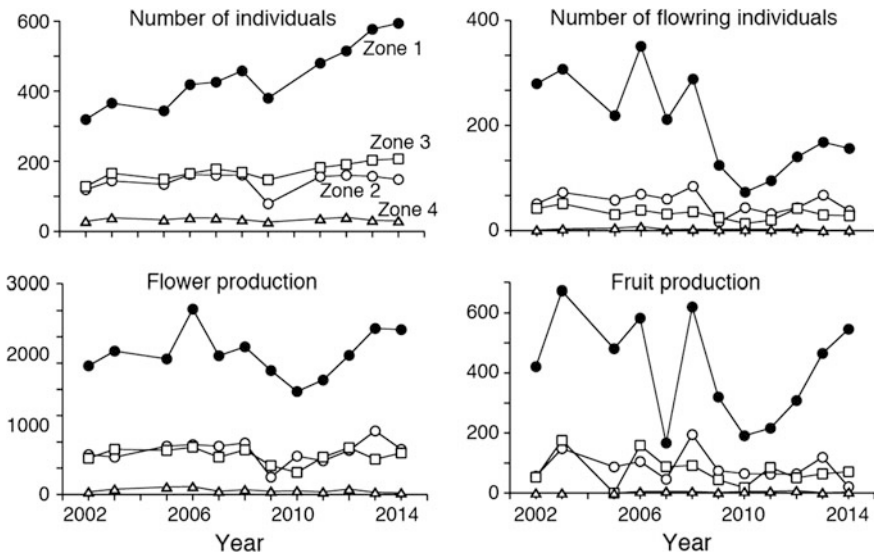 Number of individuals
600
400
200
0
Zone 1
Zone 3
Zone 2
Zone 4
Number of flowring individuals
400
200
0
Flower production
3000
2000
1000
0
2002 2006 2010 2014
Year
Fruit production
600
400
200
0
2002 2006 2010 2014
Year